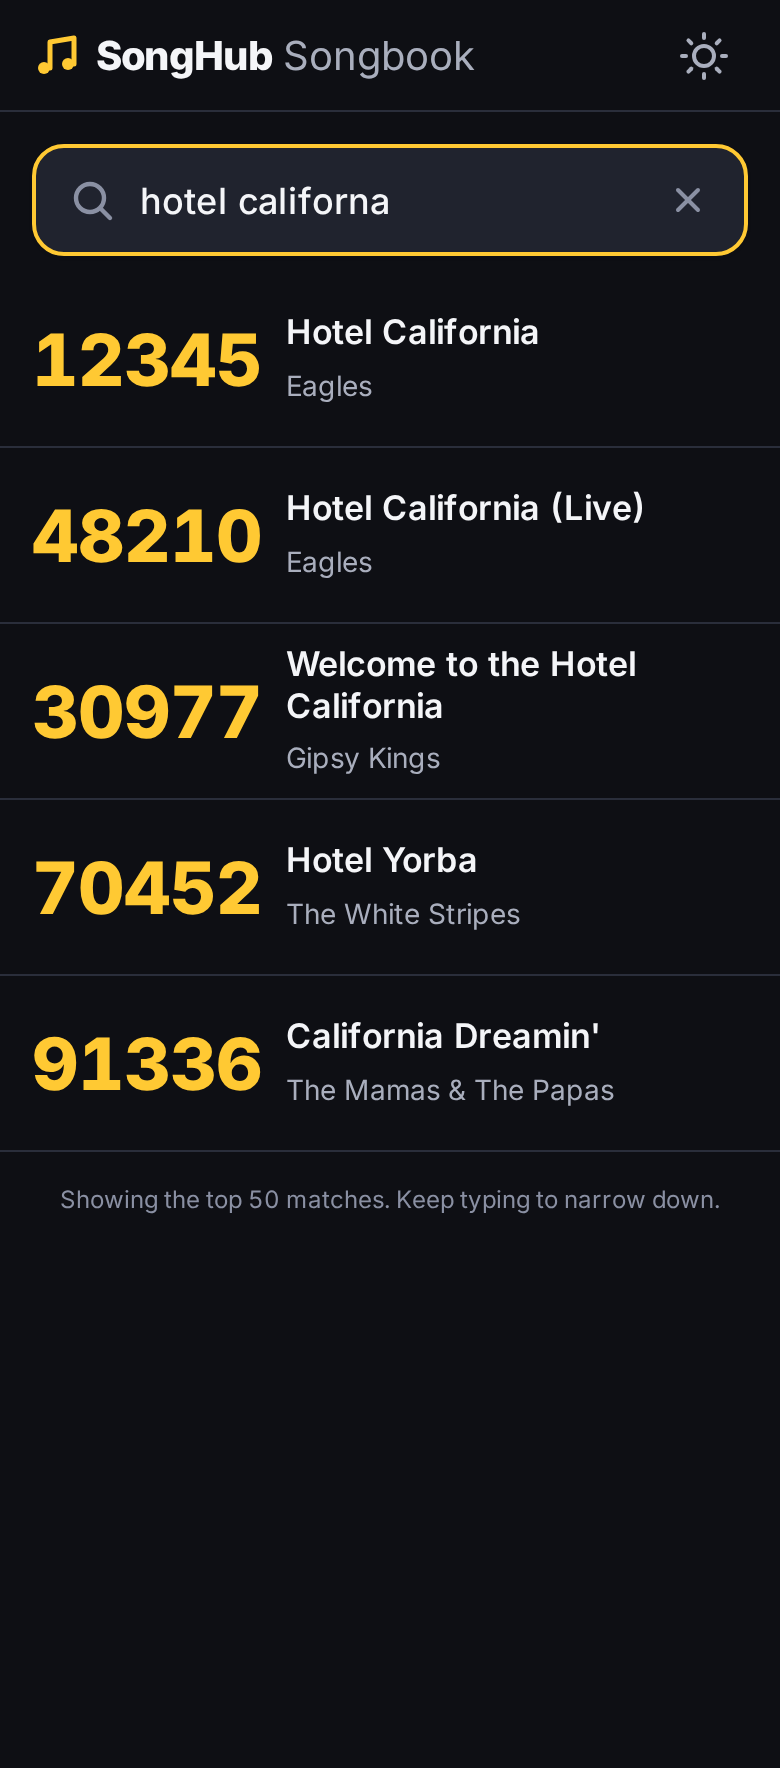 SongHub Songbook
hotel californa
12345
Hotel California
Eagles
48210
Hotel California (Live)
Eagles
30977
Welcome to the Hotel
California
Gipsy Kings
70452
Hotel Yorba
The White Stripes
91336
California Dreamin'
The Mamas & The Papas
Showing the top 50 matches. Keep typing to narrow down.